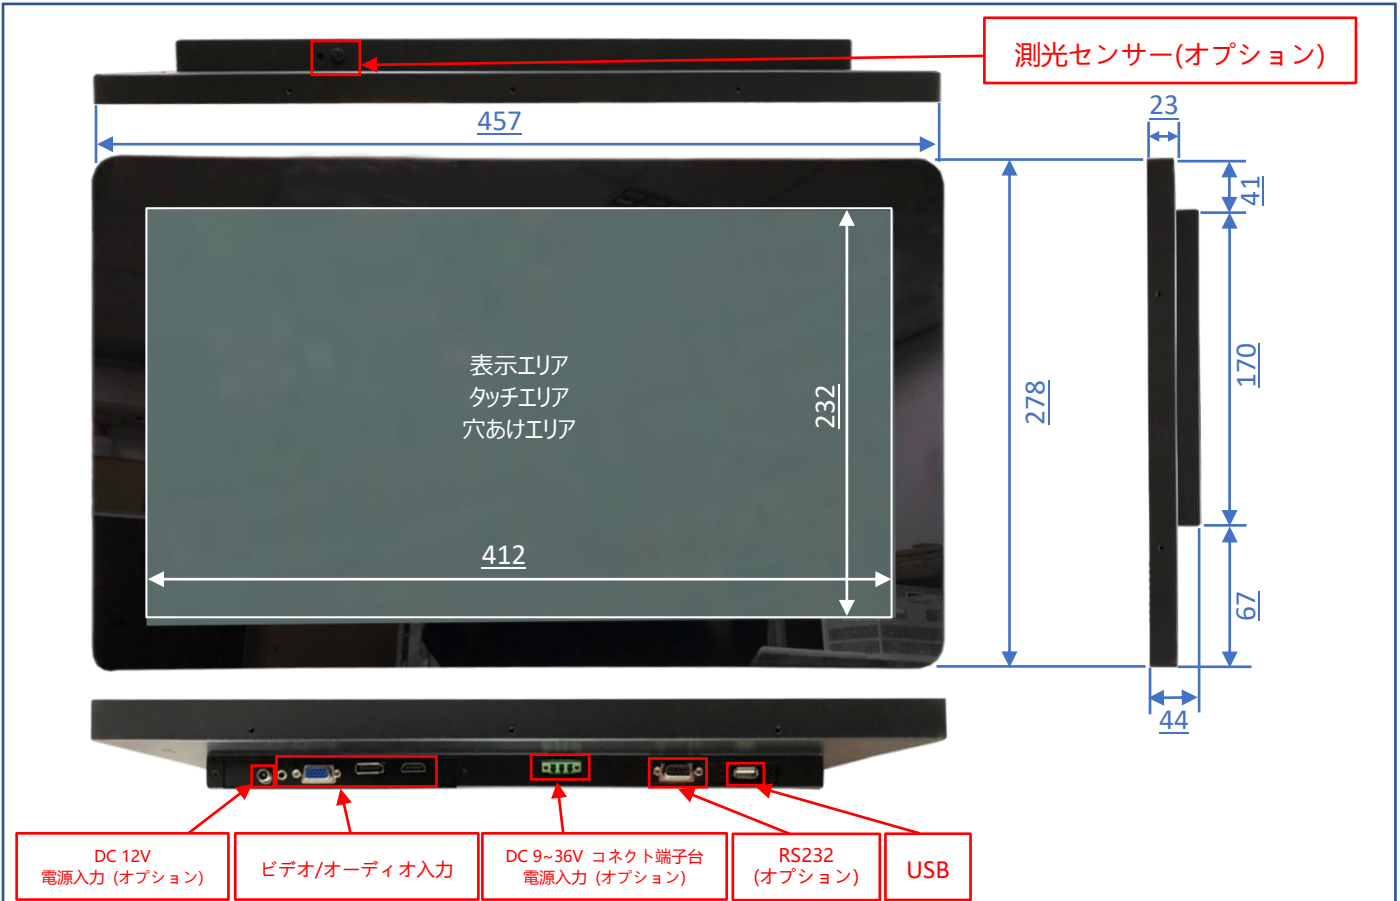 測光センサー(オプション)
457
23
41
表示エリア
タッチエリア
穴あけエリア
232
278
170
412
67
44
DC 12V
電源入力 (オプション)
ビデオ/オーディオ入力
DC 9~36V コネクト端子台
電源入力 (オプション)
RS232
(オプション)
USB